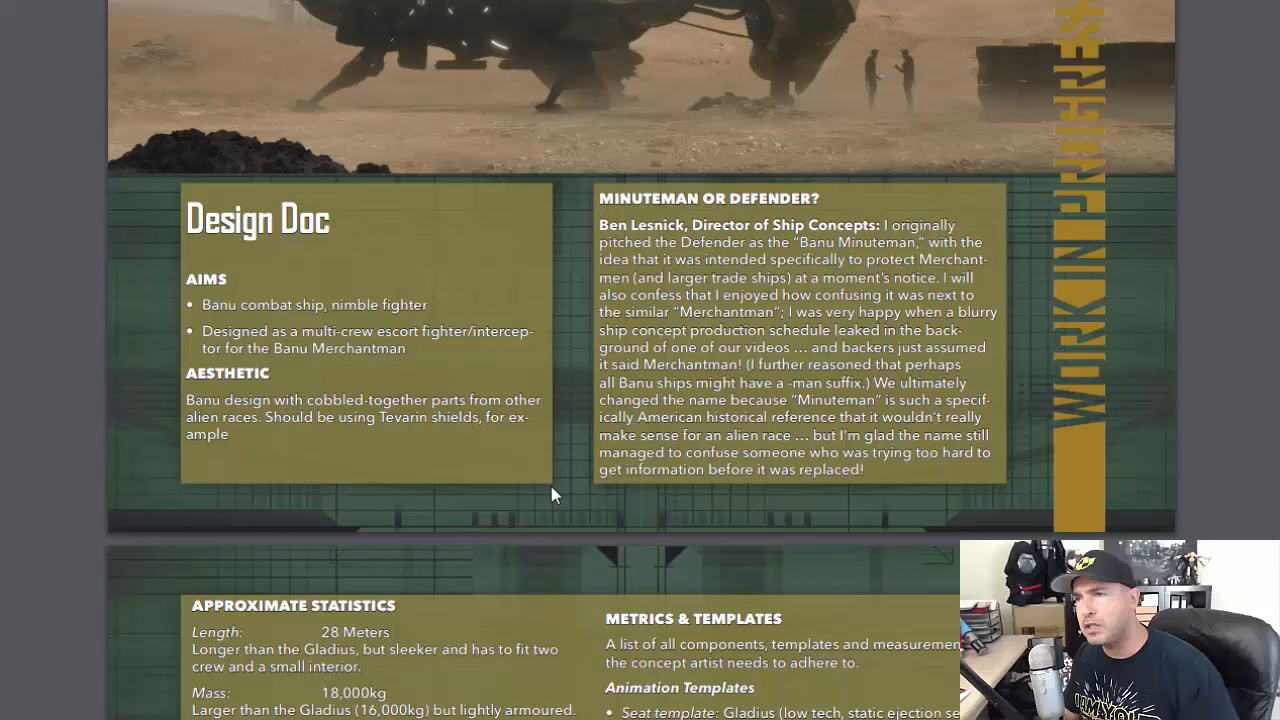 Design Doc
AIMS
• Banu combat ship, nimble fighter
• Designed as a multi-crew escort fighter/intercep-
tor for the Banu Merchantman
AESTHETIC
Banu design with cobbled-together parts from other
alien races. Should be using Tevarin shields, for ex-
ample
MINUTEMAN OR DEFENDER?
Ben Lesnick, Director of Ship Concepts: I originally
pitched the Defender as the “Banu Minuteman,” with the
idea that it was intended specifically to protect Merchant-
men (and larger trade ships) at a moment’s notice. I will
also confess that I enjoyed how confusing it was next to
the similar “Merchantman”; I was very happy when a blurry
ship concept production schedule leaked in the back-
ground of one of our videos … and backers just assumed
it said Merchantman! (I further reasoned that perhaps
all Banu ships might have a -man suffix.) We ultimately
changed the name because “Minuteman” is such a specif-
ically American historical reference that it wouldn’t really
make sense for an alien race … but I’m glad the name still
managed to confuse someone who was trying too hard to
get information before it was replaced!
WORK IN PROGRES
APPROXIMATE STATISTICS
Length: 28 Meters
Longer than the Gladius, but sleeker and has to fit two
crew and a small interior.
Mass: 18,000kg
Larger than the Gladius (16,000kg) but lightly armoured.
METRICS & TEMPLATES
A list of all components, templates and measuremen
the concept artist needs to adhere to.
Animation Templates
• Seat template: Gladius (low tech, static ejection se